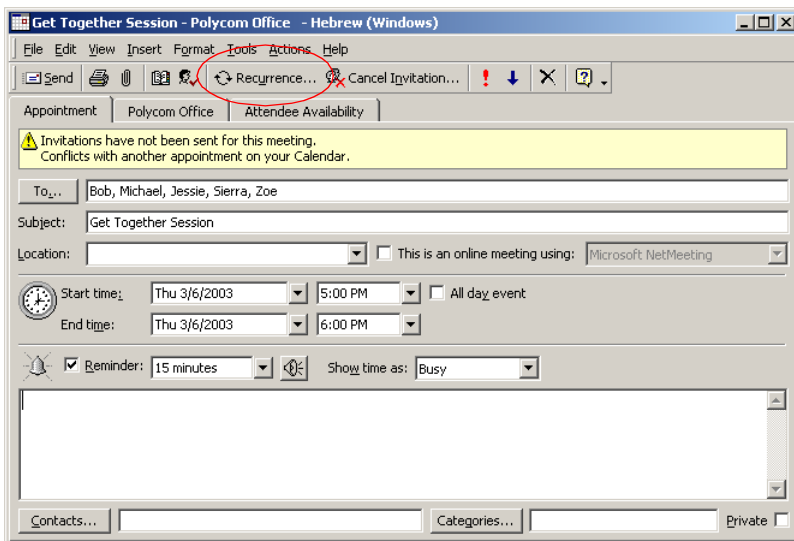 Get Together Session - Polycom Office - Hebrew (Windows)
File Edit View Insert Format Tools Actions Help
Send Recurrence... Cancel Invitation...
Appointment Polycom Office Attendee Availability
Invitations have not been sent for this meeting.
Conflicts with another appointment on your Calendar.
To... Bob, Michael, Jessie, Sierra, Zoe
Subject: Get Together Session
Location: This is an online meeting using: Microsoft NetMeeting
Start time: Thu 3/6/2003 5:00 PM All day event
End time: Thu 3/6/2003 6:00 PM
Reminder: 15 minutes Show time as: Busy
Contacts... Categories... Private